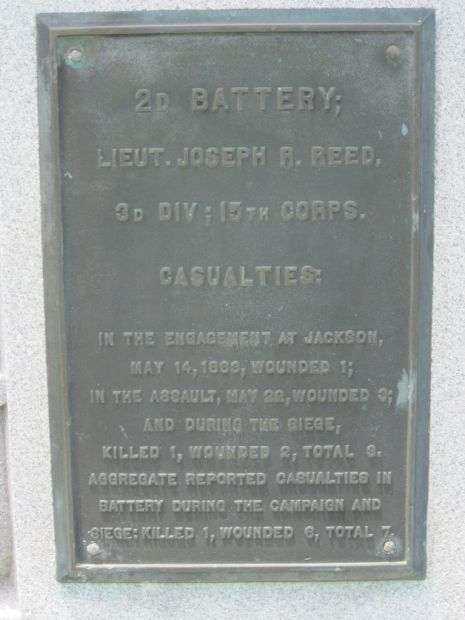 2D BATTERY;
LIEUT. JOSEPH R. REED.
3D DIV; 15TH CORPS.
CASUALTIES:
IN THE ENGAGEMENT AT JACKSON,
MAY 14, 1863, WOUNDED 1;
IN THE ASSAULT, MAY 22, WOUNDED 3;
AND DURING THE SIEGE,
KILLED 1, WOUNDED 2, TOTAL 3.
AGGREGATE REPORTED CASUALTIES IN
BATTERY DURING THE CAMPAIGN AND
SIEGE: KILLED 1, WOUNDED 6, TOTAL 7.